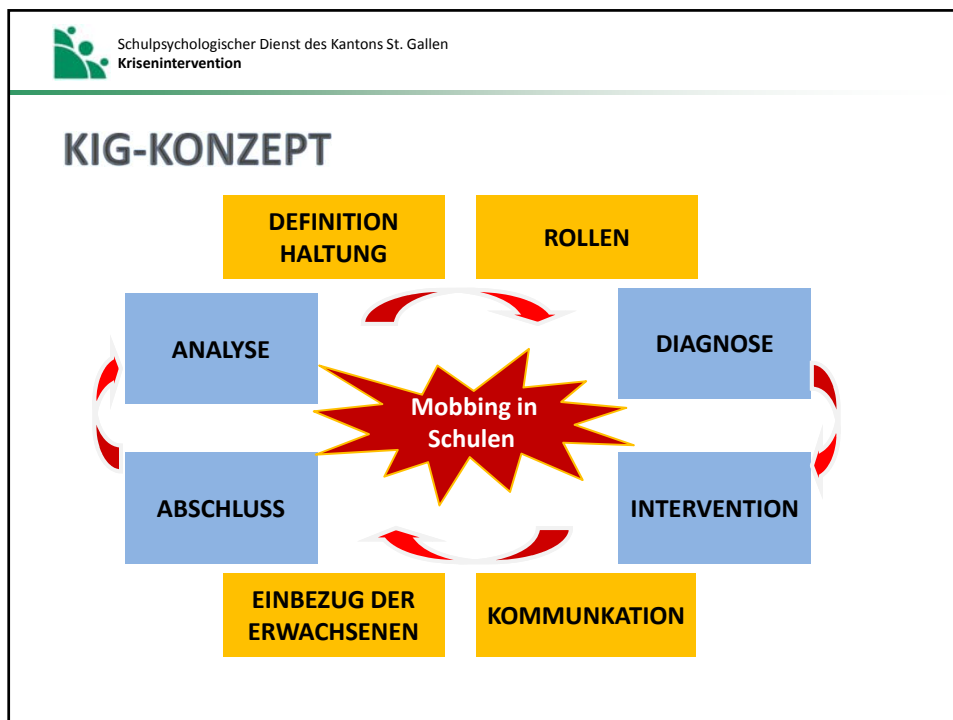 Schulpsychologischer Dienst des Kantons St. Gallen
Krisenintervention
KIG-KONZEPT
DEFINITION
HALTUNG
ROLLEN
ANALYSE
DIAGNOSE
Mobbing in
Schulen
ABSCHLUSS
INTERVENTION
EINBEZUG DER
ERWACHSENEN
KOMMUNKATION